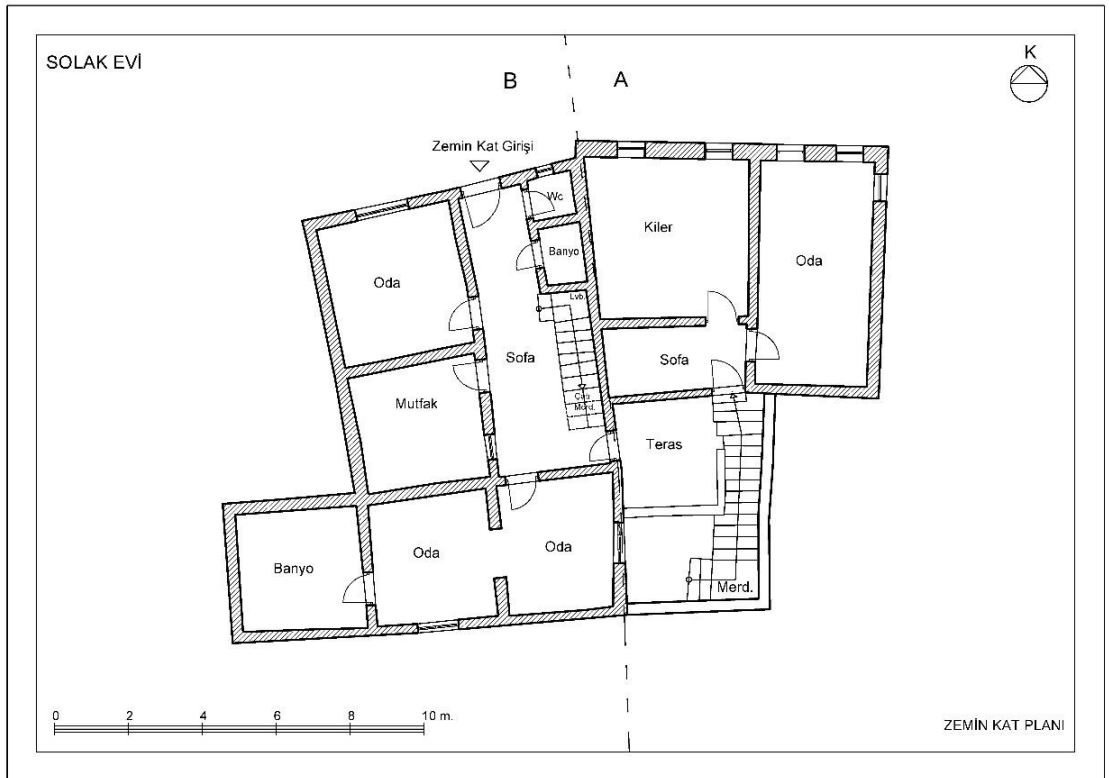 SOLAK EVİ
B
A
K
Zemin Kat Girişi
Wc
Banyo
Kiler
Oda
Oda
Lvb.
Sofa
Sofa
Mutfak
Merd.
Teras
Oda
Oda
Banyo
Merd.
0 2 4 6 8 10 m.
ZEMİN KAT PLANI